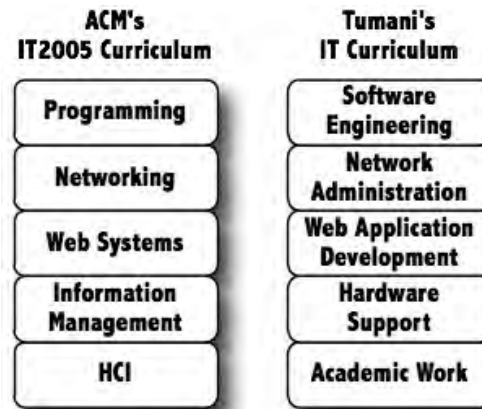 ACM's
IT2005 Curriculum
Programming
Networking
Web Systems
Information
Management
HCI
Tumani's
IT Curriculum
Software
Engineering
Network
Administration
Web Application
Development
Hardware
Support
Academic Work